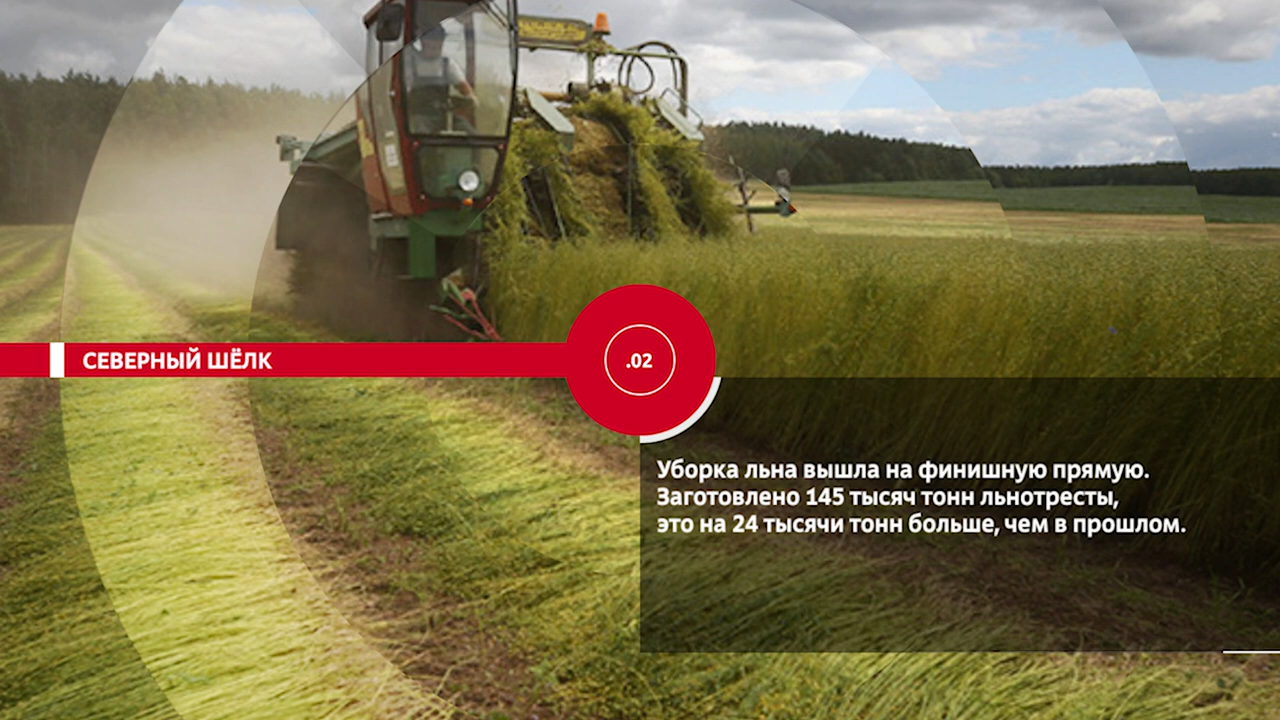 СЕВЕРНЫЙ ШЁЛК
.02
Уборка льна вышла на финишную прямую.
Заготовлено 145 тысяч тонн льнотресты,
это на 24 тысячи тонн больше, чем в прошлом.